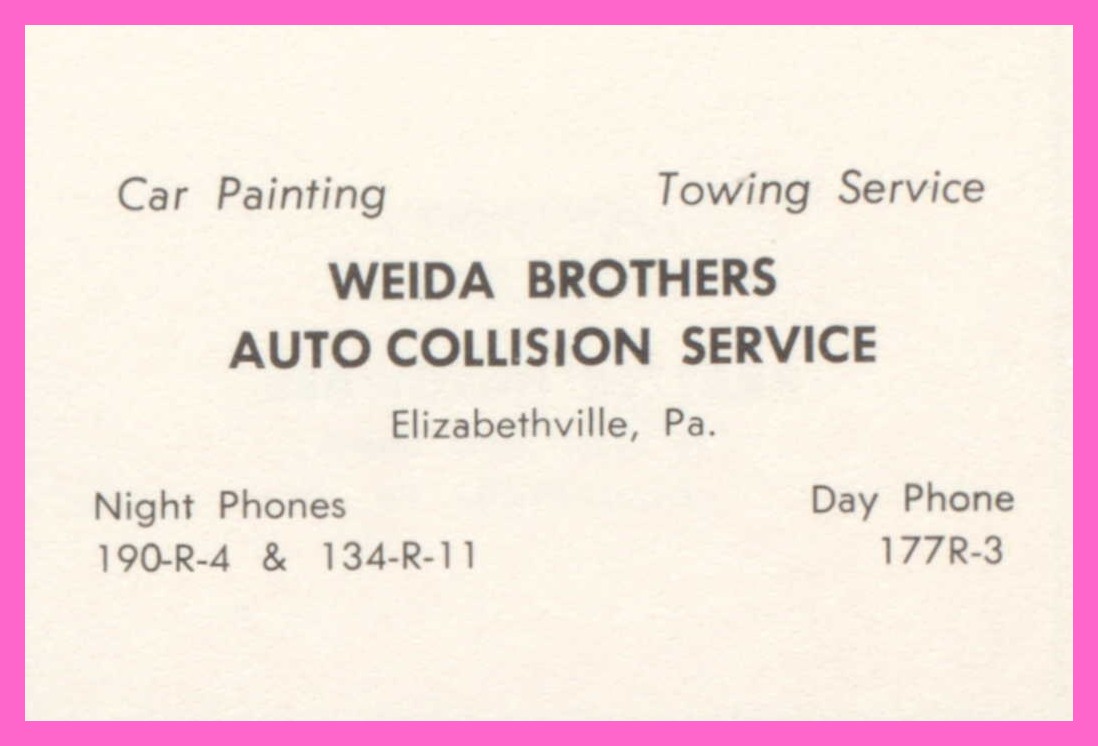 Car Painting Towing Service
WEIDA BROTHERS
AUTO COLLISION SERVICE
Elizabethville, Pa.
Night Phones Day Phone
190-R-4 & 134-R-11 177R-3